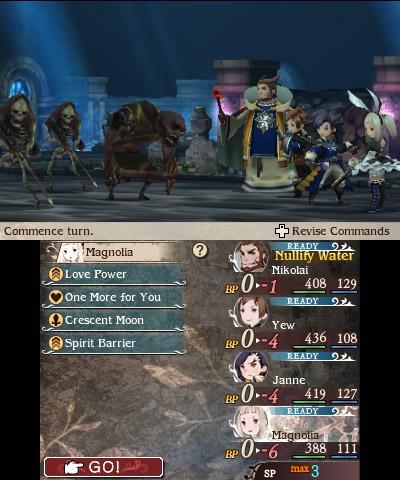 Commence turn.
Revise Commands
Magnolia
?
Love Power
One More for You
Crescent Moon
Spirit Barrier
GO!
READY
Nullify Water
Nikolai
BP 0 -1 408 129
READY
Yew
BP 0 -4 436 108
READY
Janne
BP 0 -4 419 127
READY
Magnolia
BP 0 -6 388 111
SP max 3